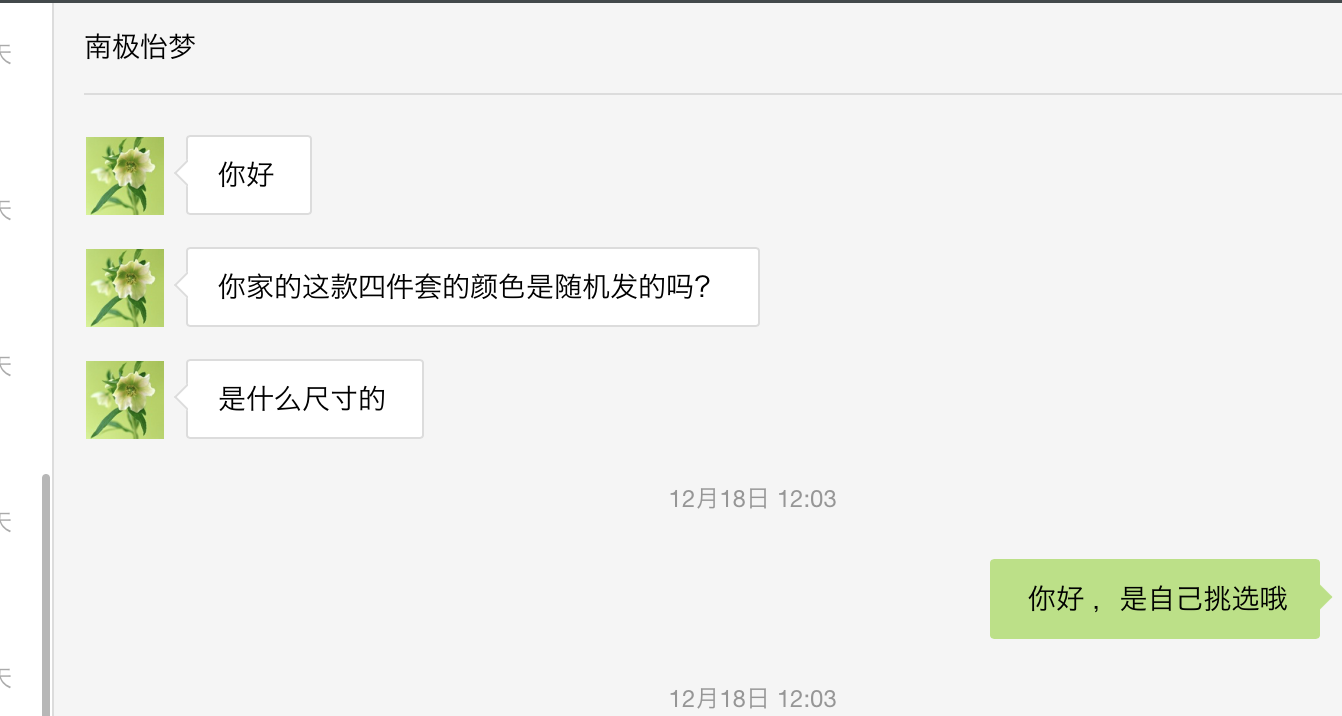 南极怡梦
你好
你家的这款四件套的颜色是随机发的吗？
是什么尺寸的
12月18日 12:03
你好，是自己挑选哦
12月18日 12:03